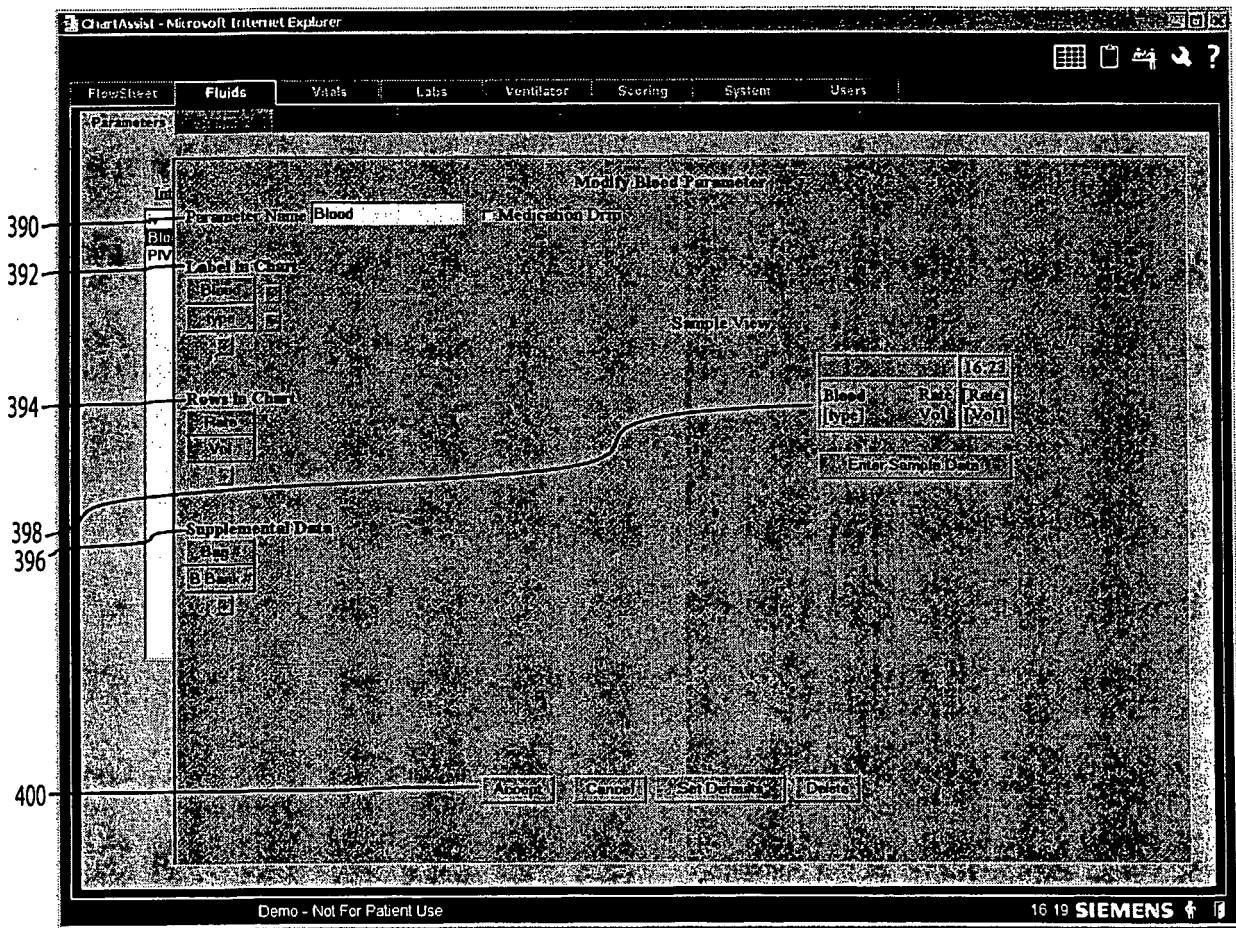 ChartAssist - Microsoft Internet Explorer
?
FlowSheet Fluids Vitals Labs Ventilator Scoring System Users
Parameters
Modify Blood Parameter
390 Parameter Name Blood Medication Drip
Blo
PIV
392 Label in Chart
Blood
type
Sample View
16:23
394 Rows in Chart
Blood Rate [Rate]
[type] Vol [Vol]
Rate
Vol
Enter Sample Data
398
396 Supplemental Data
Bag #
B Bank #
400 Accept Cancel Set Defaults Delete
Demo - Not For Patient Use 16 19 SIEMENS